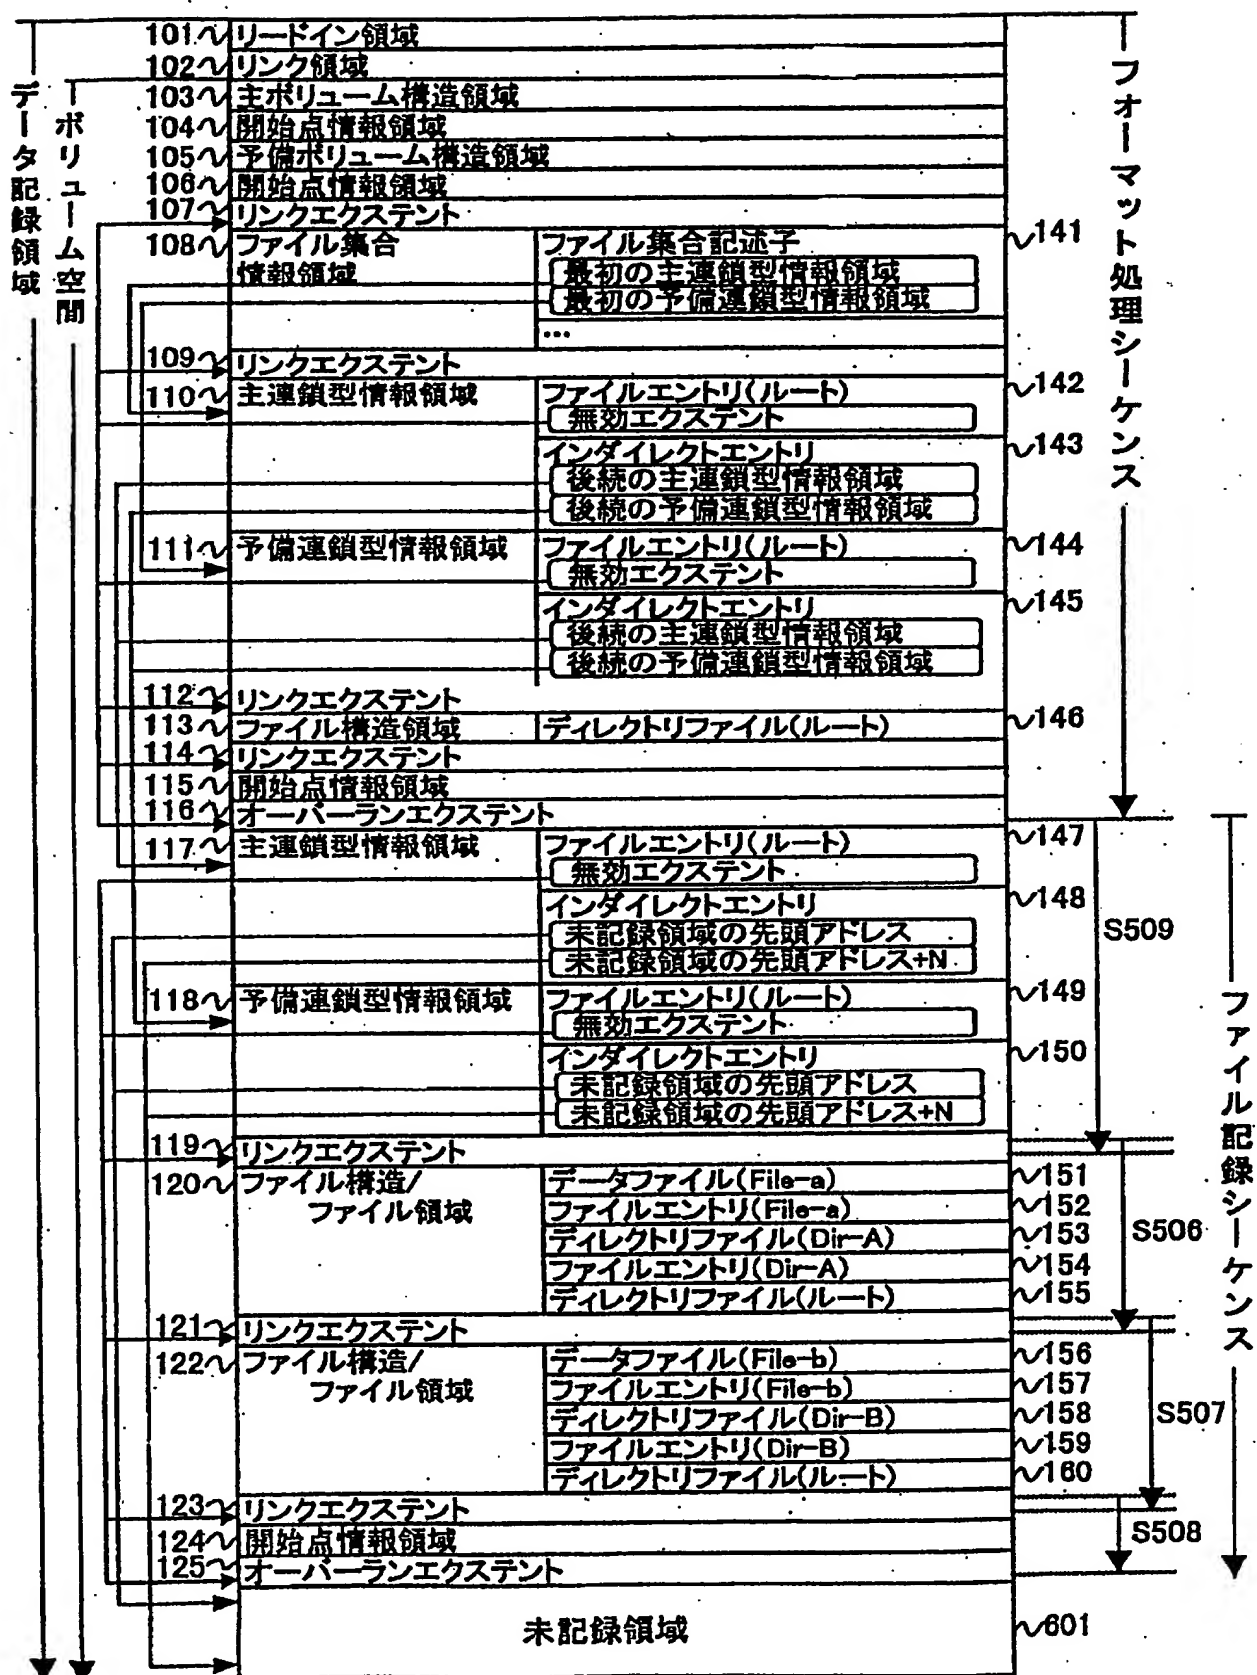 データ記録領域
ボリューム空間
フォーマット処理シーケンス
101 リードイン領域
102 リンク領域
103 主ボリューム構造領域
104 開始点情報領域
105 予備ボリューム構造領域
106 開始点情報領域
107 リンクエクステント
108 ファイル集合 ファイル集合記述子 141
情報領域 最初の主連鎖型情報領域
最初の予備連鎖型情報領域
...
109 リンクエクステント
110 主連鎖型情報領域 ファイルエントリ(ルート) 142
無効エクステント
インダイレクトエントリ 143
後続の主連鎖型情報領域
後続の予備連鎖型情報領域
111 予備連鎖型情報領域 ファイルエントリ(ルート) 144
無効エクステント
インダイレクトエントリ 145
後続の主連鎖型情報領域
後続の予備連鎖型情報領域
112 リンクエクステント
113 ファイル構造領域 ディレクトリファイル(ルート) 146
114 リンクエクステント
115 開始点情報領域
116 オーバーランエクステント
117 主連鎖型情報領域 ファイルエントリ(ルート) 147
無効エクステント
インダイレクトエントリ 148
未記録領域の先頭アドレス S509
未記録領域の先頭アドレス+N
118 予備連鎖型情報領域 ファイルエントリ(ルート) 149
無効エクステント
インダイレクトエントリ 150
未記録領域の先頭アドレス
未記録領域の先頭アドレス+N
ファイル記録シーケンス
119 リンクエクステント
120 ファイル構造/ データファイル(File-a) 151
ファイル領域 ファイルエントリ(File-a) 152
ディレクトリファイル(Dir-A) 153 S506
ファイルエントリ(Dir-A) 154
ディレクトリファイル(ルート) 155
121 リンクエクステント
122 ファイル構造/ データファイル(File-b) 156
ファイル領域 ファイルエントリ(File-b) 157
ディレクトリファイル(Dir-B) 158 S507
ファイルエントリ(Dir-B) 159
ディレクトリファイル(ルート) 160
123 リンクエクステント
124 開始点情報領域 S508
125 オーバーランエクステント
未記録領域 601